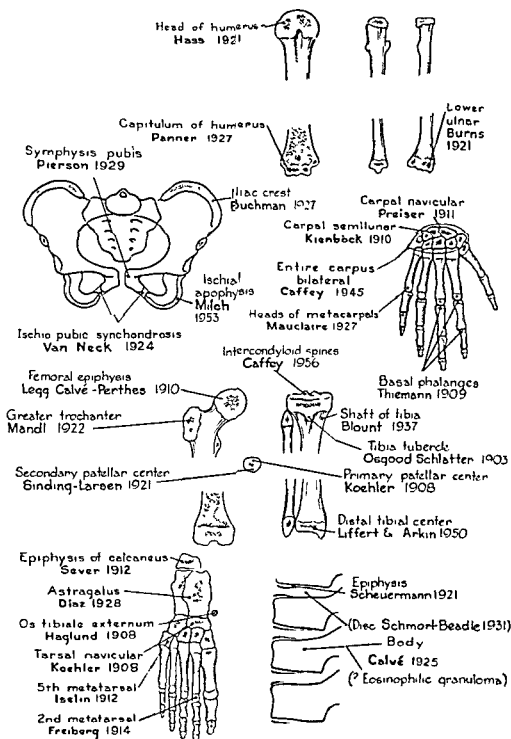 Head of humerus
Hass 1921
Capitulum of humerus
Panner 1927
Lower
ulnar
Burns
1921
Symphysis pubis
Pierson 1929
Iliac crest
Buchman 1927
Carpal navicular
Preiser 1911
Carpal semilunar
Kienböck 1910
Entire carpus
bilateral
Caffey 1945
Ischial
apophysis
Milch
1953
Heads of metacarpals
Mauclaire 1927
Ischio pubic synchondrosis
Van Neck 1924
Basal phalanges
Thiemann 1909
Intercondyloid spines
Caffey 1956
Femoral epiphysis
Legg Calvé-Perthes 1910
Greater trochanter
Mandl 1922
Shaft of tibia
Blount 1937
Tibia tubercle
Osgood Schlatter 1903
Secondary patellar center
Sinding-Larsen 1921
Primary patellar center
Koehler 1908
Distal tibial center
Liffert & Arkin 1950
Epiphysis of calcaneus
Sever 1912
Astragalus
Diaz 1928
Os tibiale externum
Haglund 1908
Tarsal navicular
Koehler 1908
5th metatarsal
Iselin 1912
2nd metatarsal
Freiberg 1914
Epiphysis
Scheuermann 1921
(Disc Schmorl-Beadle 1931)
Body
Calvé 1925
(? Eosinophilic granuloma)